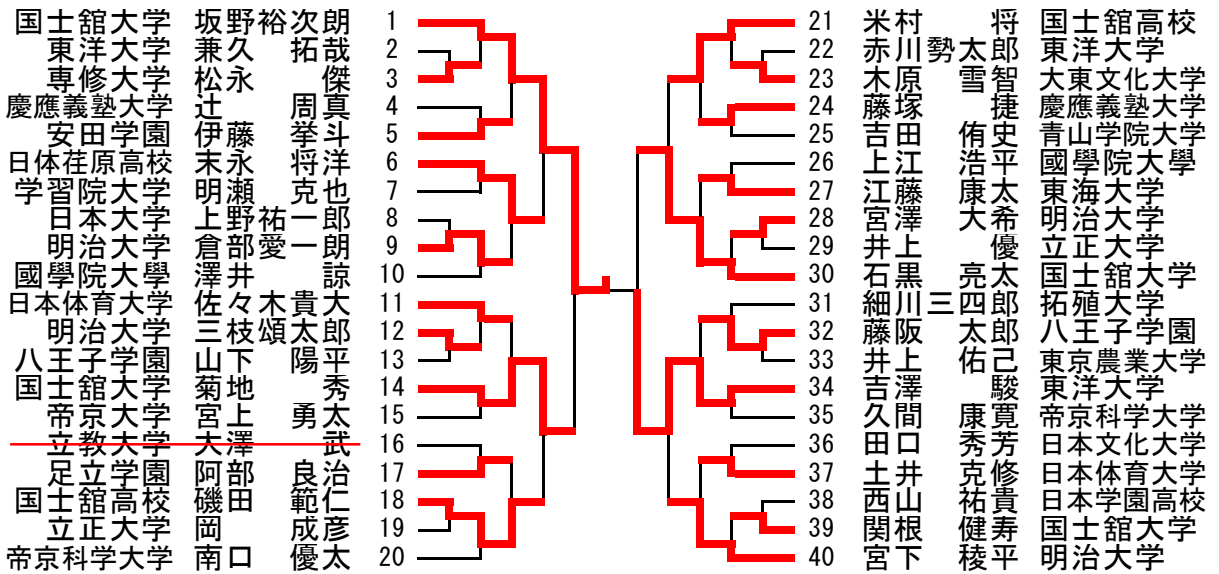 国士舘大学 坂野裕次朗 1
東洋大学 兼久 拓哉 2
専修大学 松永 傑 3
慶應義塾大学 辻 周真 4
安田学園 伊藤 挙斗 5
日体荏原高校 末永 将洋 6
学習院大学 明瀬 克也 7
日本大学 上野祐一郎 8
明治大学 倉部愛一朗 9
國學院大學 澤井 諒 10
日本体育大学 佐々木貴大 11
明治大学 三枝頌太郎 12
八王子学園 山下 陽平 13
国士舘大学 菊地 秀 14
帝京大学 宮上 勇太 15
立教大学 大澤 武 16
足立学園 阿部 良治 17
国士舘高校 磯田 範仁 18
立正大学 岡 成彦 19
帝京科学大学 南口 優太 20
21 米村 将 国士舘高校
22 赤川勢太郎 東洋大学
23 木原 雪智 大東文化大学
24 藤塚 捷 慶應義塾大学
25 吉田 侑史 青山学院大学
26 上江 浩平 國學院大學
27 江藤 康太 東海大学
28 宮澤 大希 明治大学
29 井上 優 立正大学
30 石黒 亮太 国士舘大学
31 細川三四郎 拓殖大学
32 藤阪 太郎 八王子学園
33 井上 佑己 東京農業大学
34 吉澤 駿 東洋大学
35 久間 康寛 帝京科学大学
36 田口 秀芳 日本文化大学
37 土井 克修 日本体育大学
38 西山 祐貴 日本学園高校
39 関根 健寿 国士舘大学
40 宮下 稜平 明治大学